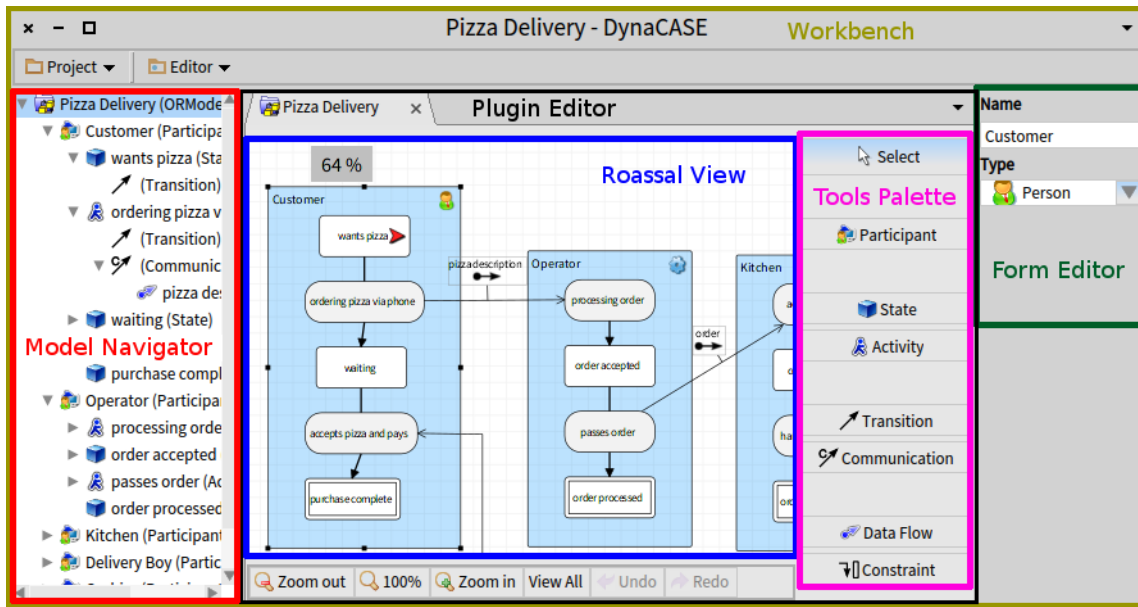 Pizza Delivery - DynaCASE
Workbench
Project
Editor
Pizza Delivery (ORMode
Customer (Participa
wants pizza (Sta
(Transition)
ordering pizza v
(Transition)
(Communic
pizza de
waiting (State)
Model Navigator
purchase compl
Operator (Participa
processing orde
order accepted
passes order (Ac
order processed
Kitchen (Participant
Delivery Boy (Partic
Pizza Delivery
Plugin Editor
64 %
Roassal View
Customer
wants pizza
ordering pizza via phone
waiting
accepts pizza and pays
purchase complete
pizza description
Operator
processing order
order accepted
passes order
order processed
order
Kitchen
a
o
ha
ord
Zoom out
100%
Zoom in
View All
Undo
Redo
Select
Tools Palette
Participant
State
Activity
Transition
Communication
Data Flow
Constraint
Name
Customer
Type
Person
Form Editor